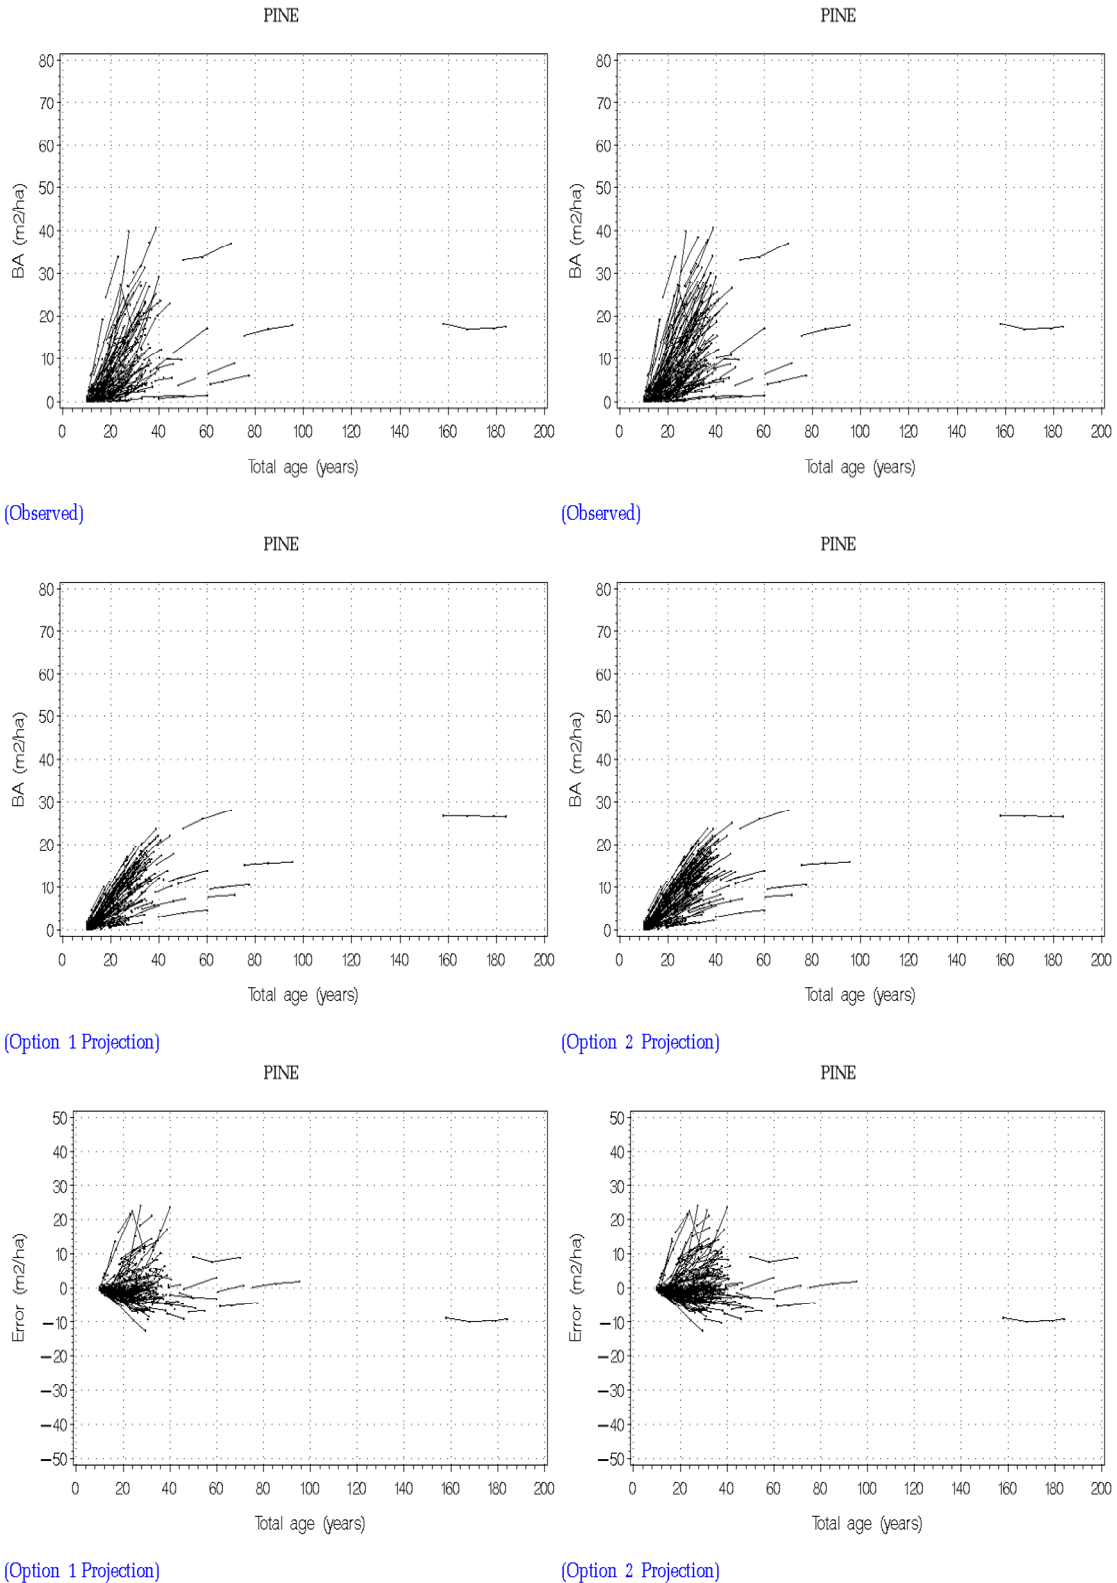 PINE PINE
80 80
70 70
60 60
50 50
BA (m2/ha) BA (m2/ha)
40 40
30 30
20 20
10 10
0 0
0 20 40 60 80 100 120 140 160 180 200 0 20 40 60 80 100 120 140 160 180 200
Total age (years) Total age (years)
(Observed) (Observed)
PINE PINE
80 80
70 70
60 60
50 50
BA (m2/ha) BA (m2/ha)
40 40
30 30
20 20
10 10
0 0
0 20 40 60 80 100 120 140 160 180 200 0 20 40 60 80 100 120 140 160 180 200
Total age (years) Total age (years)
(Option 1 Projection) (Option 2 Projection)
PINE PINE
50 50
40 40
30 30
20 20
10 10
0 0
Error (m2/ha) Error (m2/ha)
−10 −10
−20 −20
−30 −30
−40 −40
−50 −50
0 20 40 60 80 100 120 140 160 180 200 0 20 40 60 80 100 120 140 160 180 200
Total age (years) Total age (years)
(Option 1 Projection) (Option 2 Projection)